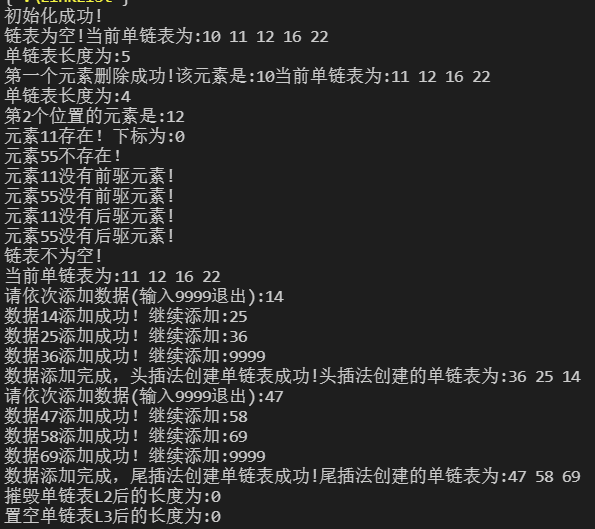 初始化成功!
链表为空!当前单链表为:10 11 12 16 22
单链表长度为:5
第一个元素删除成功!该元素是:10当前单链表为:11 12 16 22
单链表长度为:4
第2个位置的元素是:12
元素11存在! 下标为:0
元素55不存在!
元素11没有前驱元素!
元素55没有前驱元素!
元素11没有后驱元素!
元素55没有后驱元素!
链表不为空!
当前单链表为:11 12 16 22
请依次添加数据(输入9999退出):14
数据14添加成功! 继续添加:25
数据25添加成功! 继续添加:36
数据36添加成功! 继续添加:9999
数据添加完成，头插法创建单链表成功!头插法创建的单链表为:36 25 14
请依次添加数据(输入9999退出):47
数据47添加成功! 继续添加:58
数据58添加成功! 继续添加:69
数据69添加成功! 继续添加:9999
数据添加完成，尾插法创建单链表成功!尾插法创建的单链表为:47 58 69
摧毁单链表L2后的长度为:0
置空单链表L3后的长度为:0